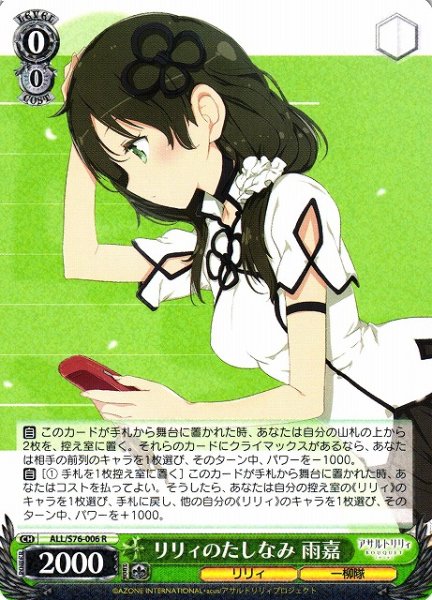 LEVEL
0
0
COST
自 このカードが手札から舞台に置かれた時、あなたは自分の山札の上から
2枚を、控え室に置く。それらのカードにクライマックスがあるなら、あな
たは相手の前列のキャラを1枚選び、そのターン中、パワーを−1000。
自［① 手札を1枚控え室に置く］このカードが手札から舞台に置かれた時、
あなたはコストを払ってよい。そうしたら、あなたは自分の控え室の《リリィ》
のキャラを1枚選び、手札に戻し、他の自分の《リリィ》のキャラを1枚選び、
そのターン中、パワーを＋1000。
CH ALL/S76-006 R
POWER 2000 リリィのたしなみ 雨嘉
アサルトリリィ
BOUQUET
リリィ 一柳隊
©AZONE INTERNATIONAL・acus/アサルトリリィプロジェクト